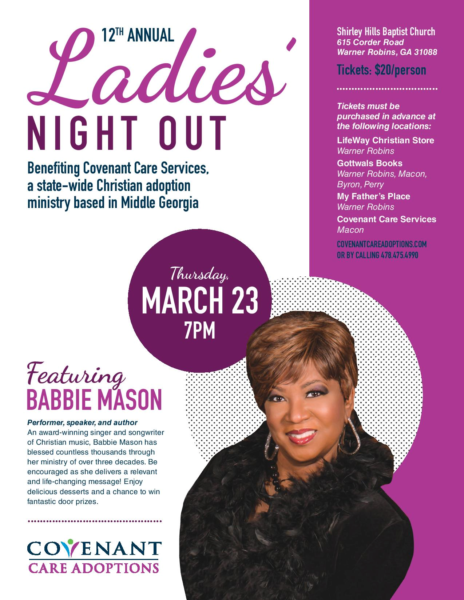 12TH ANNUAL
Ladies'
NIGHT OUT
Benefiting Covenant Care Services,
a state-wide Christian adoption
ministry based in Middle Georgia
Shirley Hills Baptist Church
615 Corder Road
Warner Robins, GA 31088
Tickets: $20/person
Tickets must be
purchased in advance at
the following locations:
LifeWay Christian Store
Warner Robins
Gottwals Books
Warner Robins, Macon,
Byron, Perry
My Father's Place
Warner Robins
Covenant Care Services
Macon
COVENANTCAREADOPTIONS.COM
OR BY CALLING 478.475.4990
Thursday,
MARCH 23
7PM
Featuring
BABBIE MASON
Performer, speaker, and author
An award-winning singer and songwriter
of Christian music, Babbie Mason has
blessed countless thousands through
her ministry of over three decades. Be
encouraged as she delivers a relevant
and life-changing message! Enjoy
delicious desserts and a chance to win
fantastic door prizes.
COVENANT
CARE ADOPTIONS